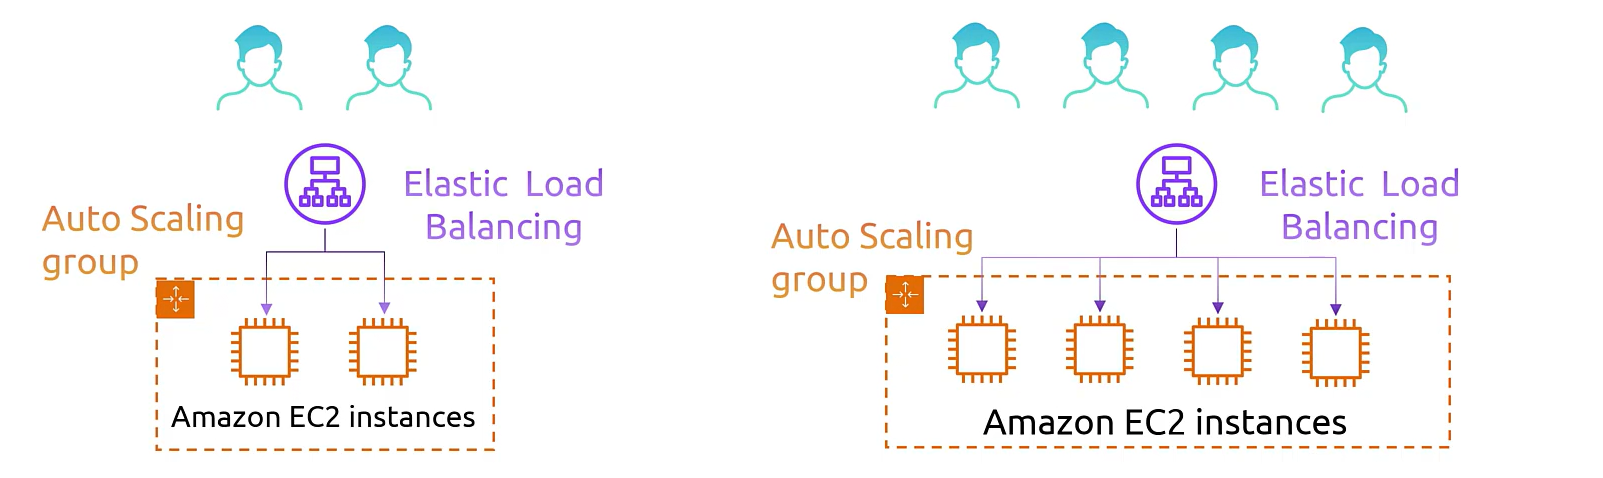 Elastic Load
Balancing
Auto Scaling
group
Amazon EC2 instances
Elastic Load
Balancing
Auto Scaling
group
Amazon EC2 instances